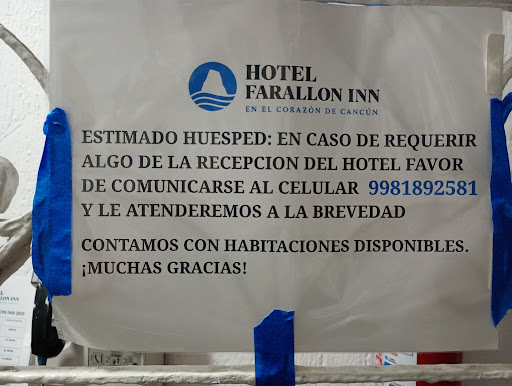 HOTEL
FARALLON INN
EN EL CORAZÓN DE CANCÚN
ESTIMADO HUESPED: EN CASO DE REQUERIR
ALGO DE LA RECEPCION DEL HOTEL FAVOR
DE COMUNICARSE AL CELULAR 9981892581
Y LE ATENDEREMOS A LA BREVEDAD
CONTAMOS CON HABITACIONES DISPONIBLES.
¡MUCHAS GRACIAS!